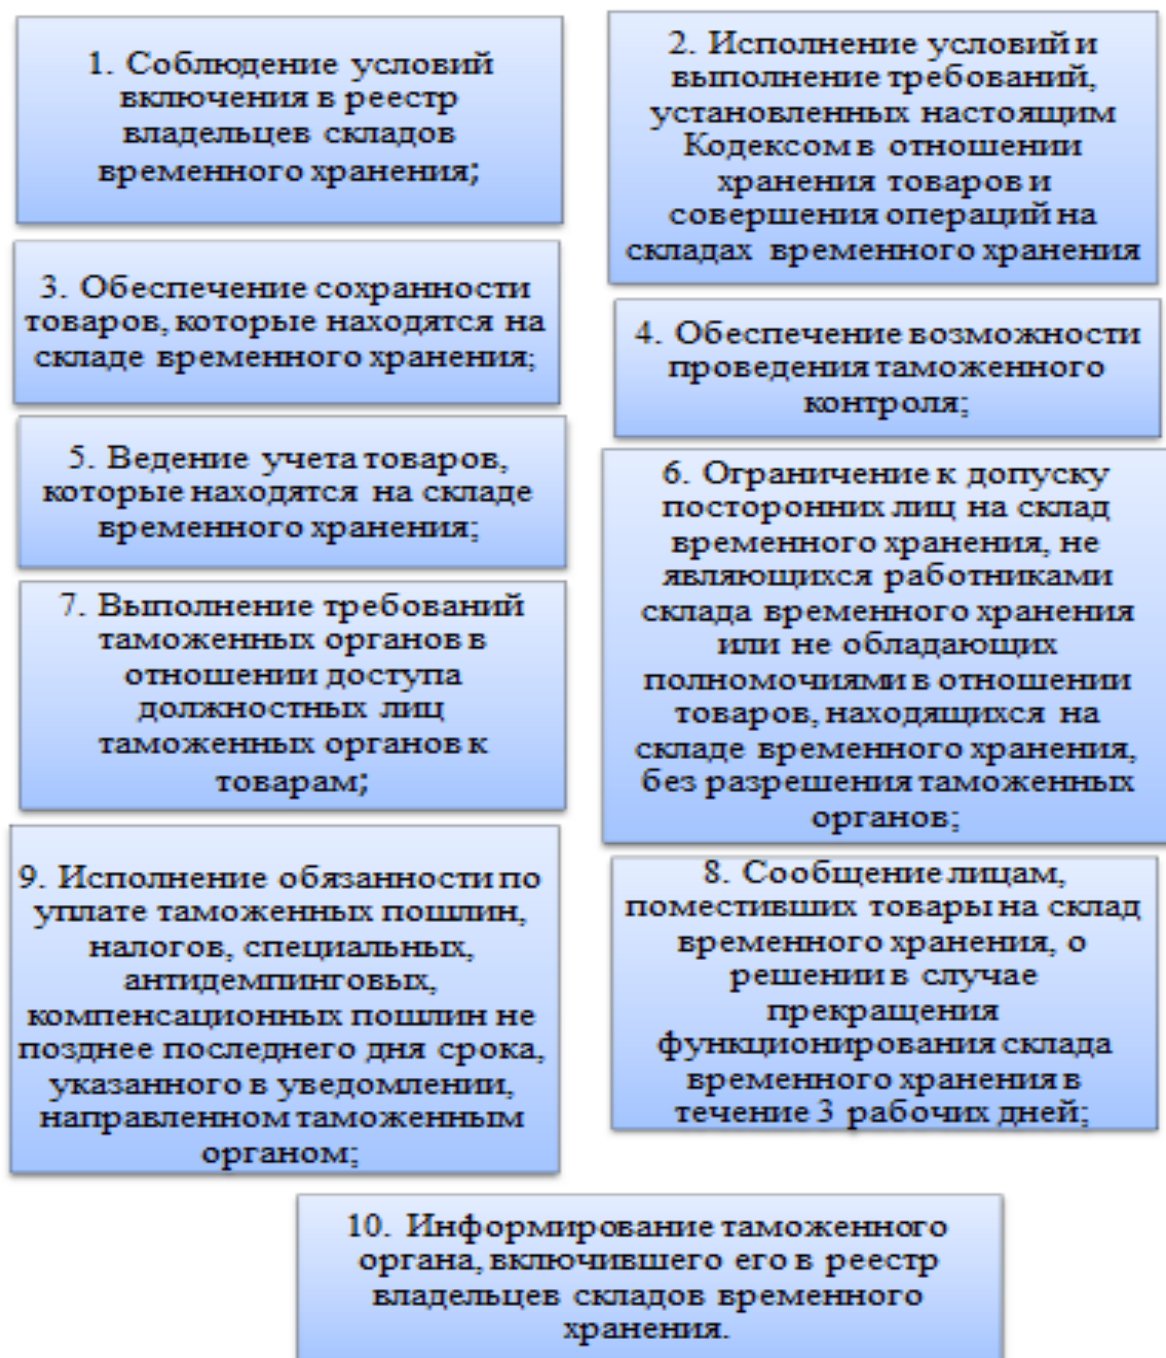 1. Соблюдение условий
включения в реестр
владельцев складов
временного хранения;
2. Исполнение условий и
выполнение требований,
установленных настоящим
Кодексом в отношении
хранения товаров и
совершения операций на
складах временного хранения
3. Обеспечение сохранности
товаров, которые находятся на
складе временного хранения;
4. Обеспечение возможности
проведения таможенного
контроля;
5. Ведение учета товаров,
которые находятся на складе
временного хранения;
6. Ограничение к допуску
посторонних лиц на склад
временного хранения, не
являющихся работниками
склада временного хранения
или не обладающих
полномочиями в отношении
товаров, находящихся на
складе временного хранения,
без разрешения таможенных
органов;
7. Выполнение требований
таможенных органов в
отношении доступа
должностных лиц
таможенных органов к
товарам;
8. Сообщение лицам,
поместивших товары на склад
временного хранения, о
решении в случае
прекращения
функционирования склада
временного хранения в
течение 3 рабочих дней;
9. Исполнение обязанности по
уплате таможенных пошлин,
налогов, специальных,
антидемпинговых,
компенсационных пошлин не
позднее последнего дня срока,
указанного в уведомлении,
направленном таможенным
органом;
10. Информирование таможенного
органа, включившего его в реестр
владельцев складов временного
хранения.